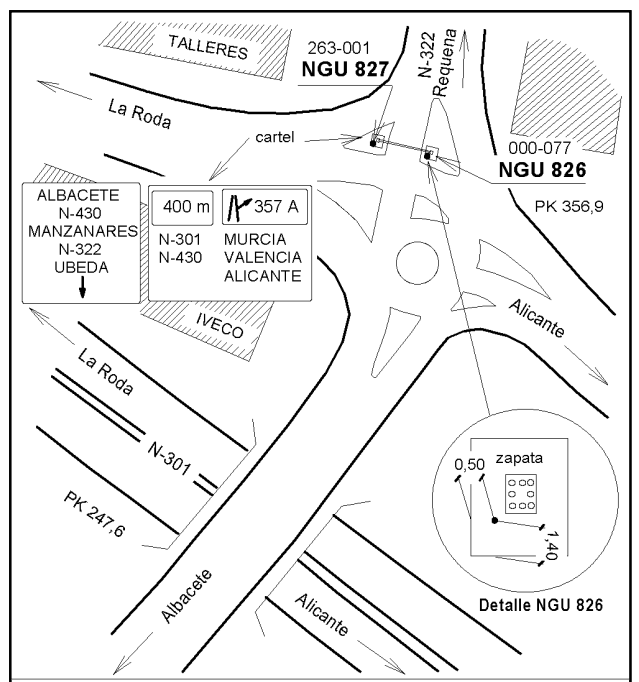 TALLERES
263-001
NGU 827
N-322
Requena
La Roda
cartel
000-077
NGU 826
PK 356,9
ALBACETE
N-430
MANZANARES
N-322
UBEDA
400 m
357 A
N-301 MURCIA
N-430 VALENCIA
ALICANTE
IVECO
Alicante
La Roda
N-301
PK 247,6
zapata
0,50
1,40
Detalle NGU 826
Albacete
Alicante